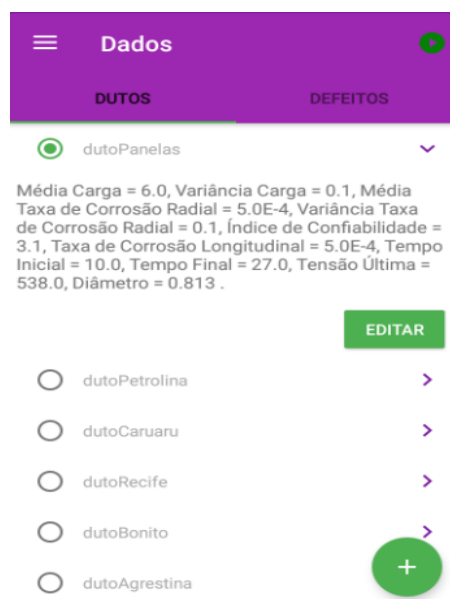 Dados
DUTOS DEFEITOS
dutoPanelas
Média Carga = 6.0, Variância Carga = 0.1, Média
Taxa de Corrosão Radial = 5.0E-4, Variância Taxa
de Corrosão Radial = 0.1, Índice de Confiabilidade =
3.1, Taxa de Corrosão Longitudinal = 5.0E-4, Tempo
Inicial = 10.0, Tempo Final = 27.0, Tensão Última =
538.0, Diâmetro = 0.813 .
EDITAR
dutoPetrolina
dutoCaruaru
dutoRecife
dutoBonito
dutoAgrestina